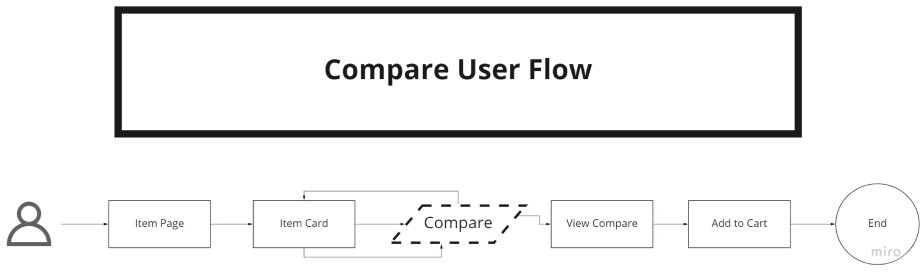 Compare User Flow
Item Page
Item Card
Compare
View Compare
Add to Cart
End
miro